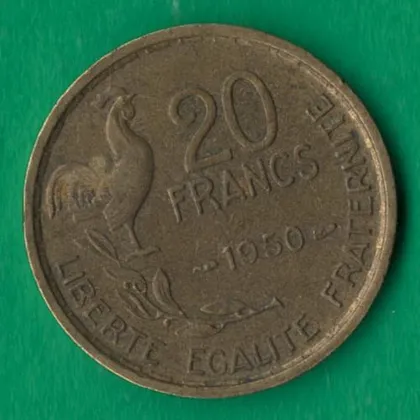 20
FRANCS
1950
LIBERTE EGALITE FRATERNITE